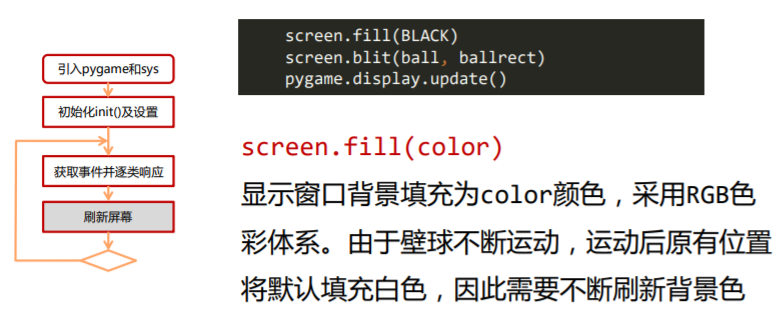 引入pygame和sys
初始化init()及设置
获取事件并逐类响应
刷新屏幕
screen.fill(BLACK)
screen.blit(ball, ballrect)
pygame.display.update()
screen.fill(color)
显示窗口背景填充为color颜色，采用RGB色
彩体系。由于壁球不断运动，运动后原有位置
将默认填充白色，因此需要不断刷新背景色